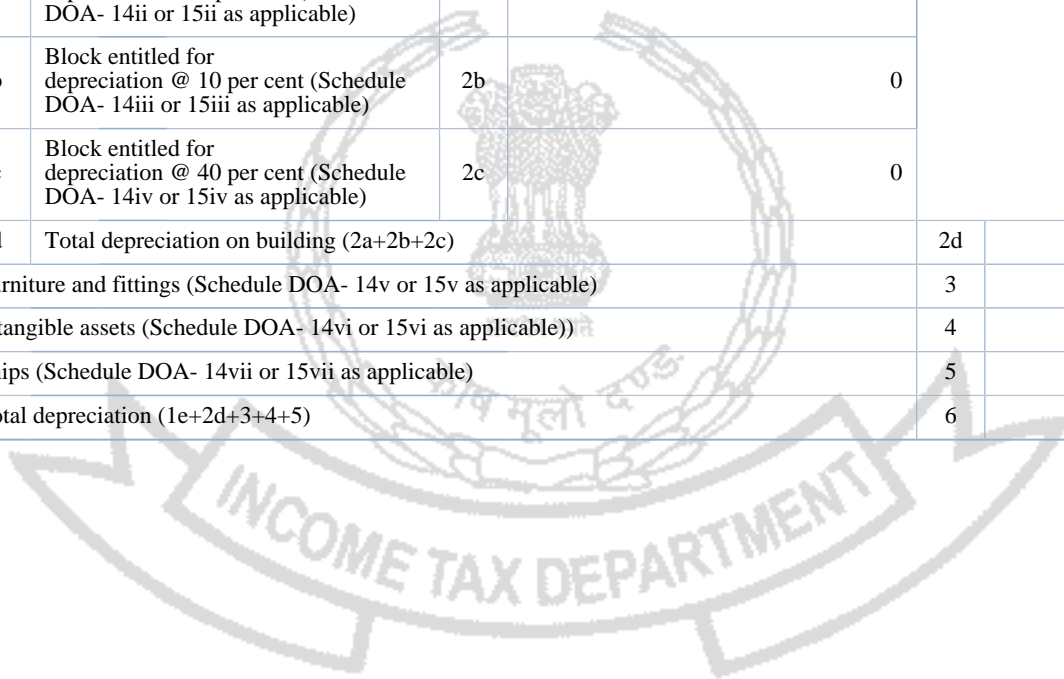 DOA- 14ii or 15ii as applicable)
Block entitled for
depreciation @ 10 per cent (Schedule
DOA- 14iii or 15iii as applicable)
2b
0
Block entitled for
depreciation @ 40 per cent (Schedule
DOA- 14iv or 15iv as applicable)
2c
0
d Total depreciation on building (2a+2b+2c) 2d
rniture and fittings (Schedule DOA- 14v or 15v as applicable) 3
tangible assets (Schedule DOA- 14vi or 15vi as applicable)) 4
ips (Schedule DOA- 14vii or 15vii as applicable) 5
tal depreciation (1e+2d+3+4+5) 6
कोष मूलो दण्डः
INCOME TAX DEPARTMENT